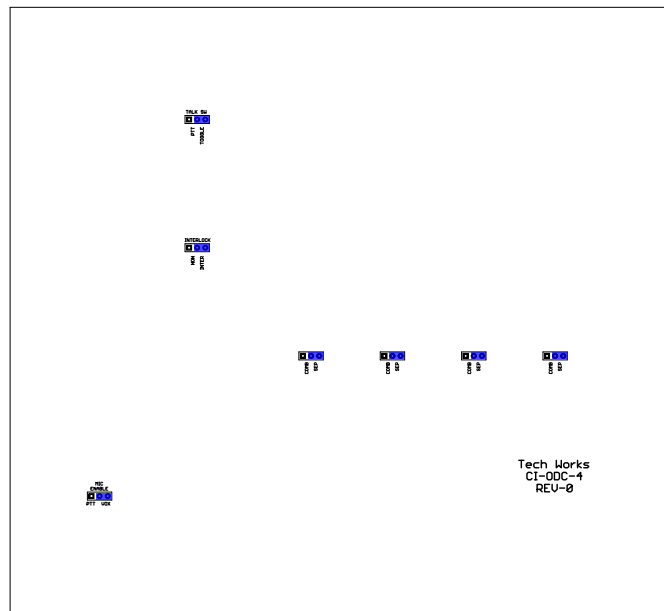 TALK SW
PTT
TOGGLE
INTERLOCK
NON
INTER
COMB
SEP
COMB
SEP
COMB
SEP
COMB
SEP
Tech Works
CI-ODC-4
REV-0
MIC
ENABLE
PTT VOX